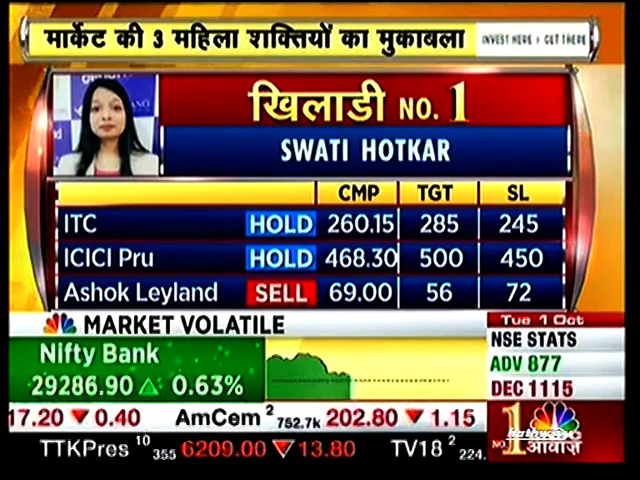 मार्केट की 3 महिला शक्तियों का मुकाबला INVEST HERE > GET THERE
खिलाडी NO. 1
SWATI HOTKAR
CMP TGT SL
ITC HOLD 260.15 285 245
ICICI Pru HOLD 468.30 500 450
Ashok Leyland SELL 69.00 56 72
MARKET VOLATILE
Tue 1 Oct
Nifty Bank
29286.90 ▲ 0.63%
NSE STATS
ADV 877
DEC 1115
17.20 ▼ 0.40 AmCem 2 752.7k 202.80 ▼ 1.15
TTKPres 10 355 6209.00 ▼ 13.80 TV18 2 224.
NO. 1 आवाज़